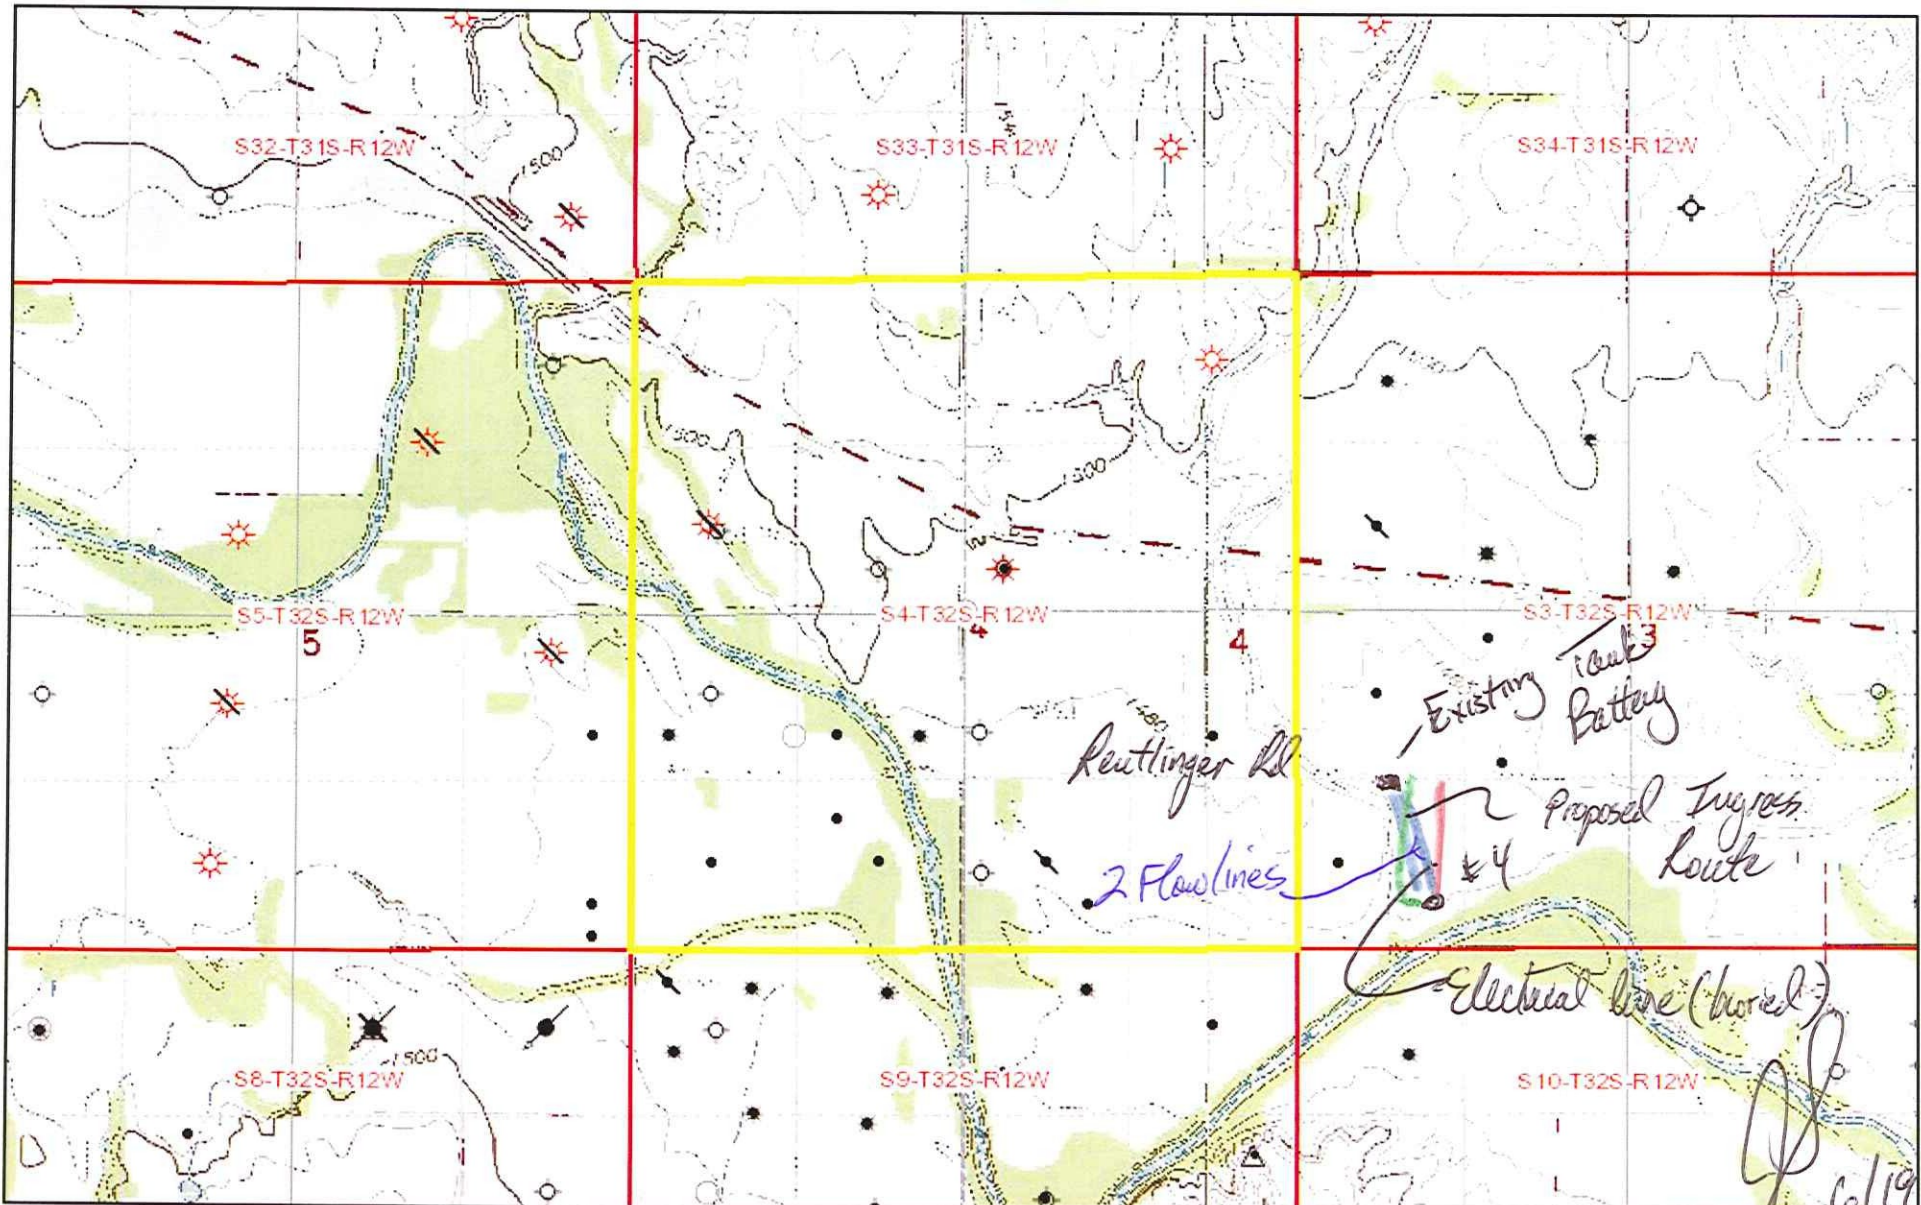 S32-T31S-R12W
S33-T31S-R12W
S34-T31S-R12W
1500
1500
1500
S5-T32S-R12W
5
S4-T32S-R12W
4
4
S3-T32S-R12W
3
Existing Tank
Battery
1480
Reutlinger Rd
Proposed Ingress
Route
#4
2 Flowlines
Electrical line (buried)
1500
S8-T32S-R12W
S9-T32S-R12W
S10-T32S-R12W